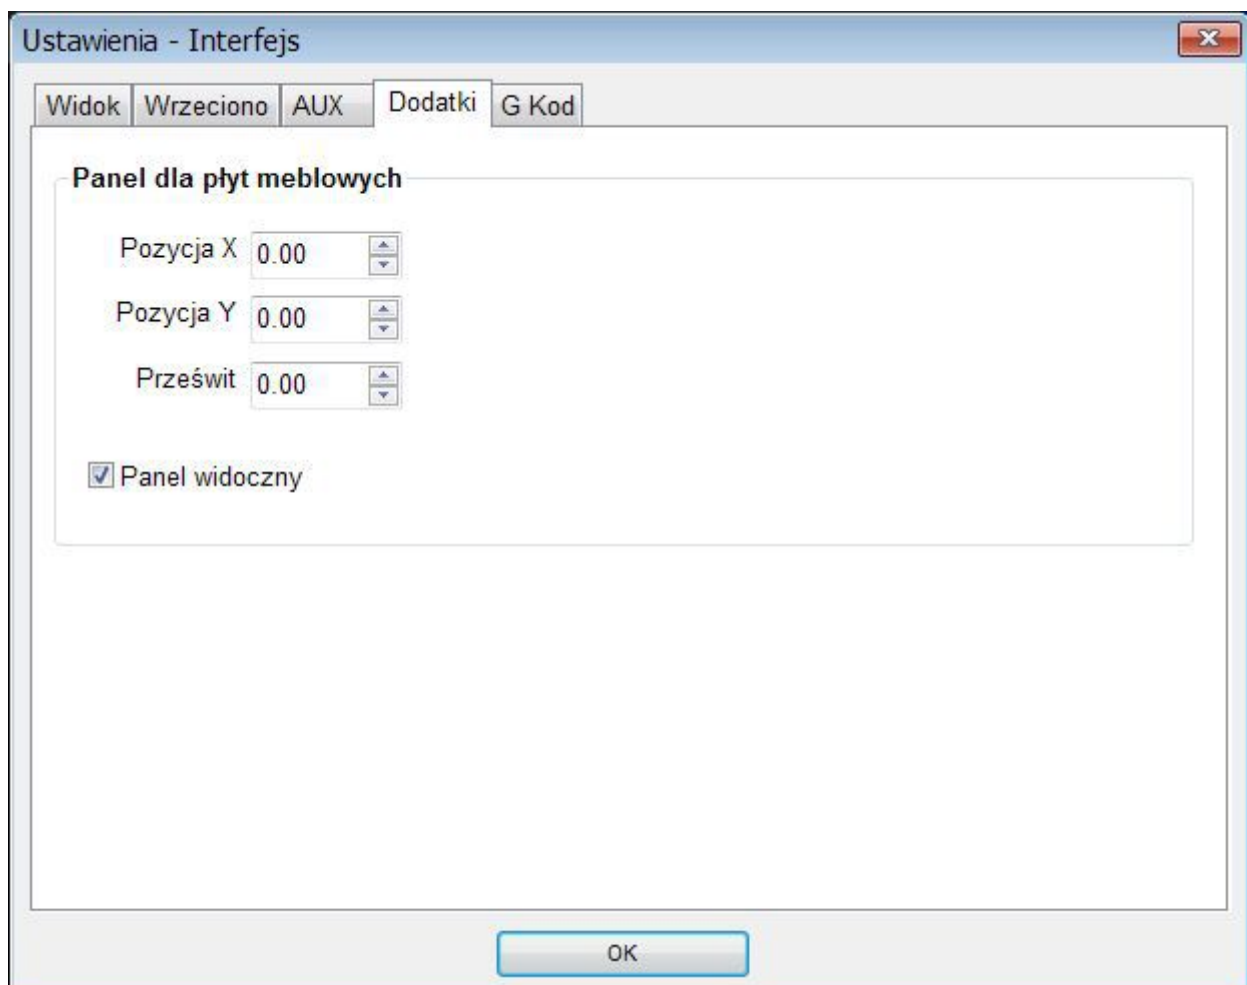 Ustawienia - Interfejs
Widok Wrzeciono AUX Dodatki G Kod
Panel dla płyt meblowych
Pozycja X 0.00
Pozycja Y 0.00
Prześwit 0.00
Panel widoczny
OK